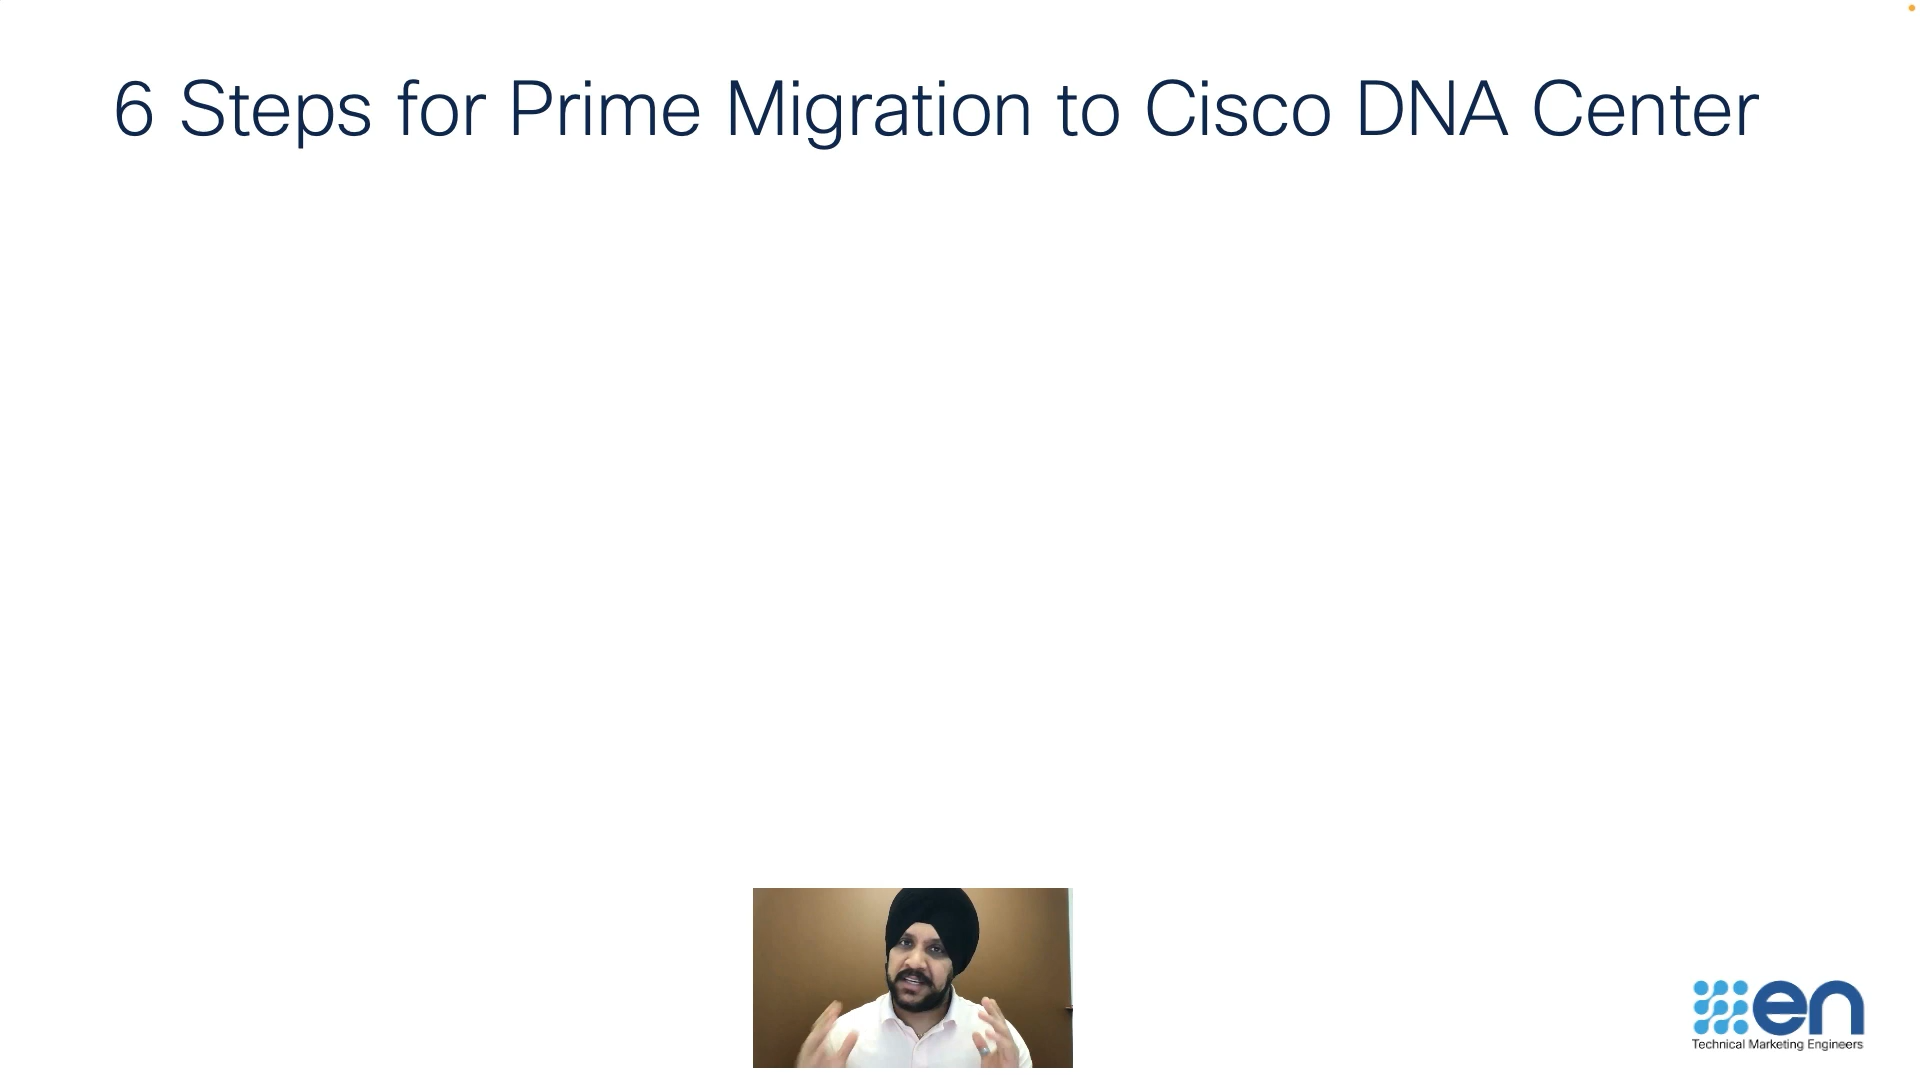 6 Steps for Prime Migration to Cisco DNA Center
en
Technical Marketing Engineers